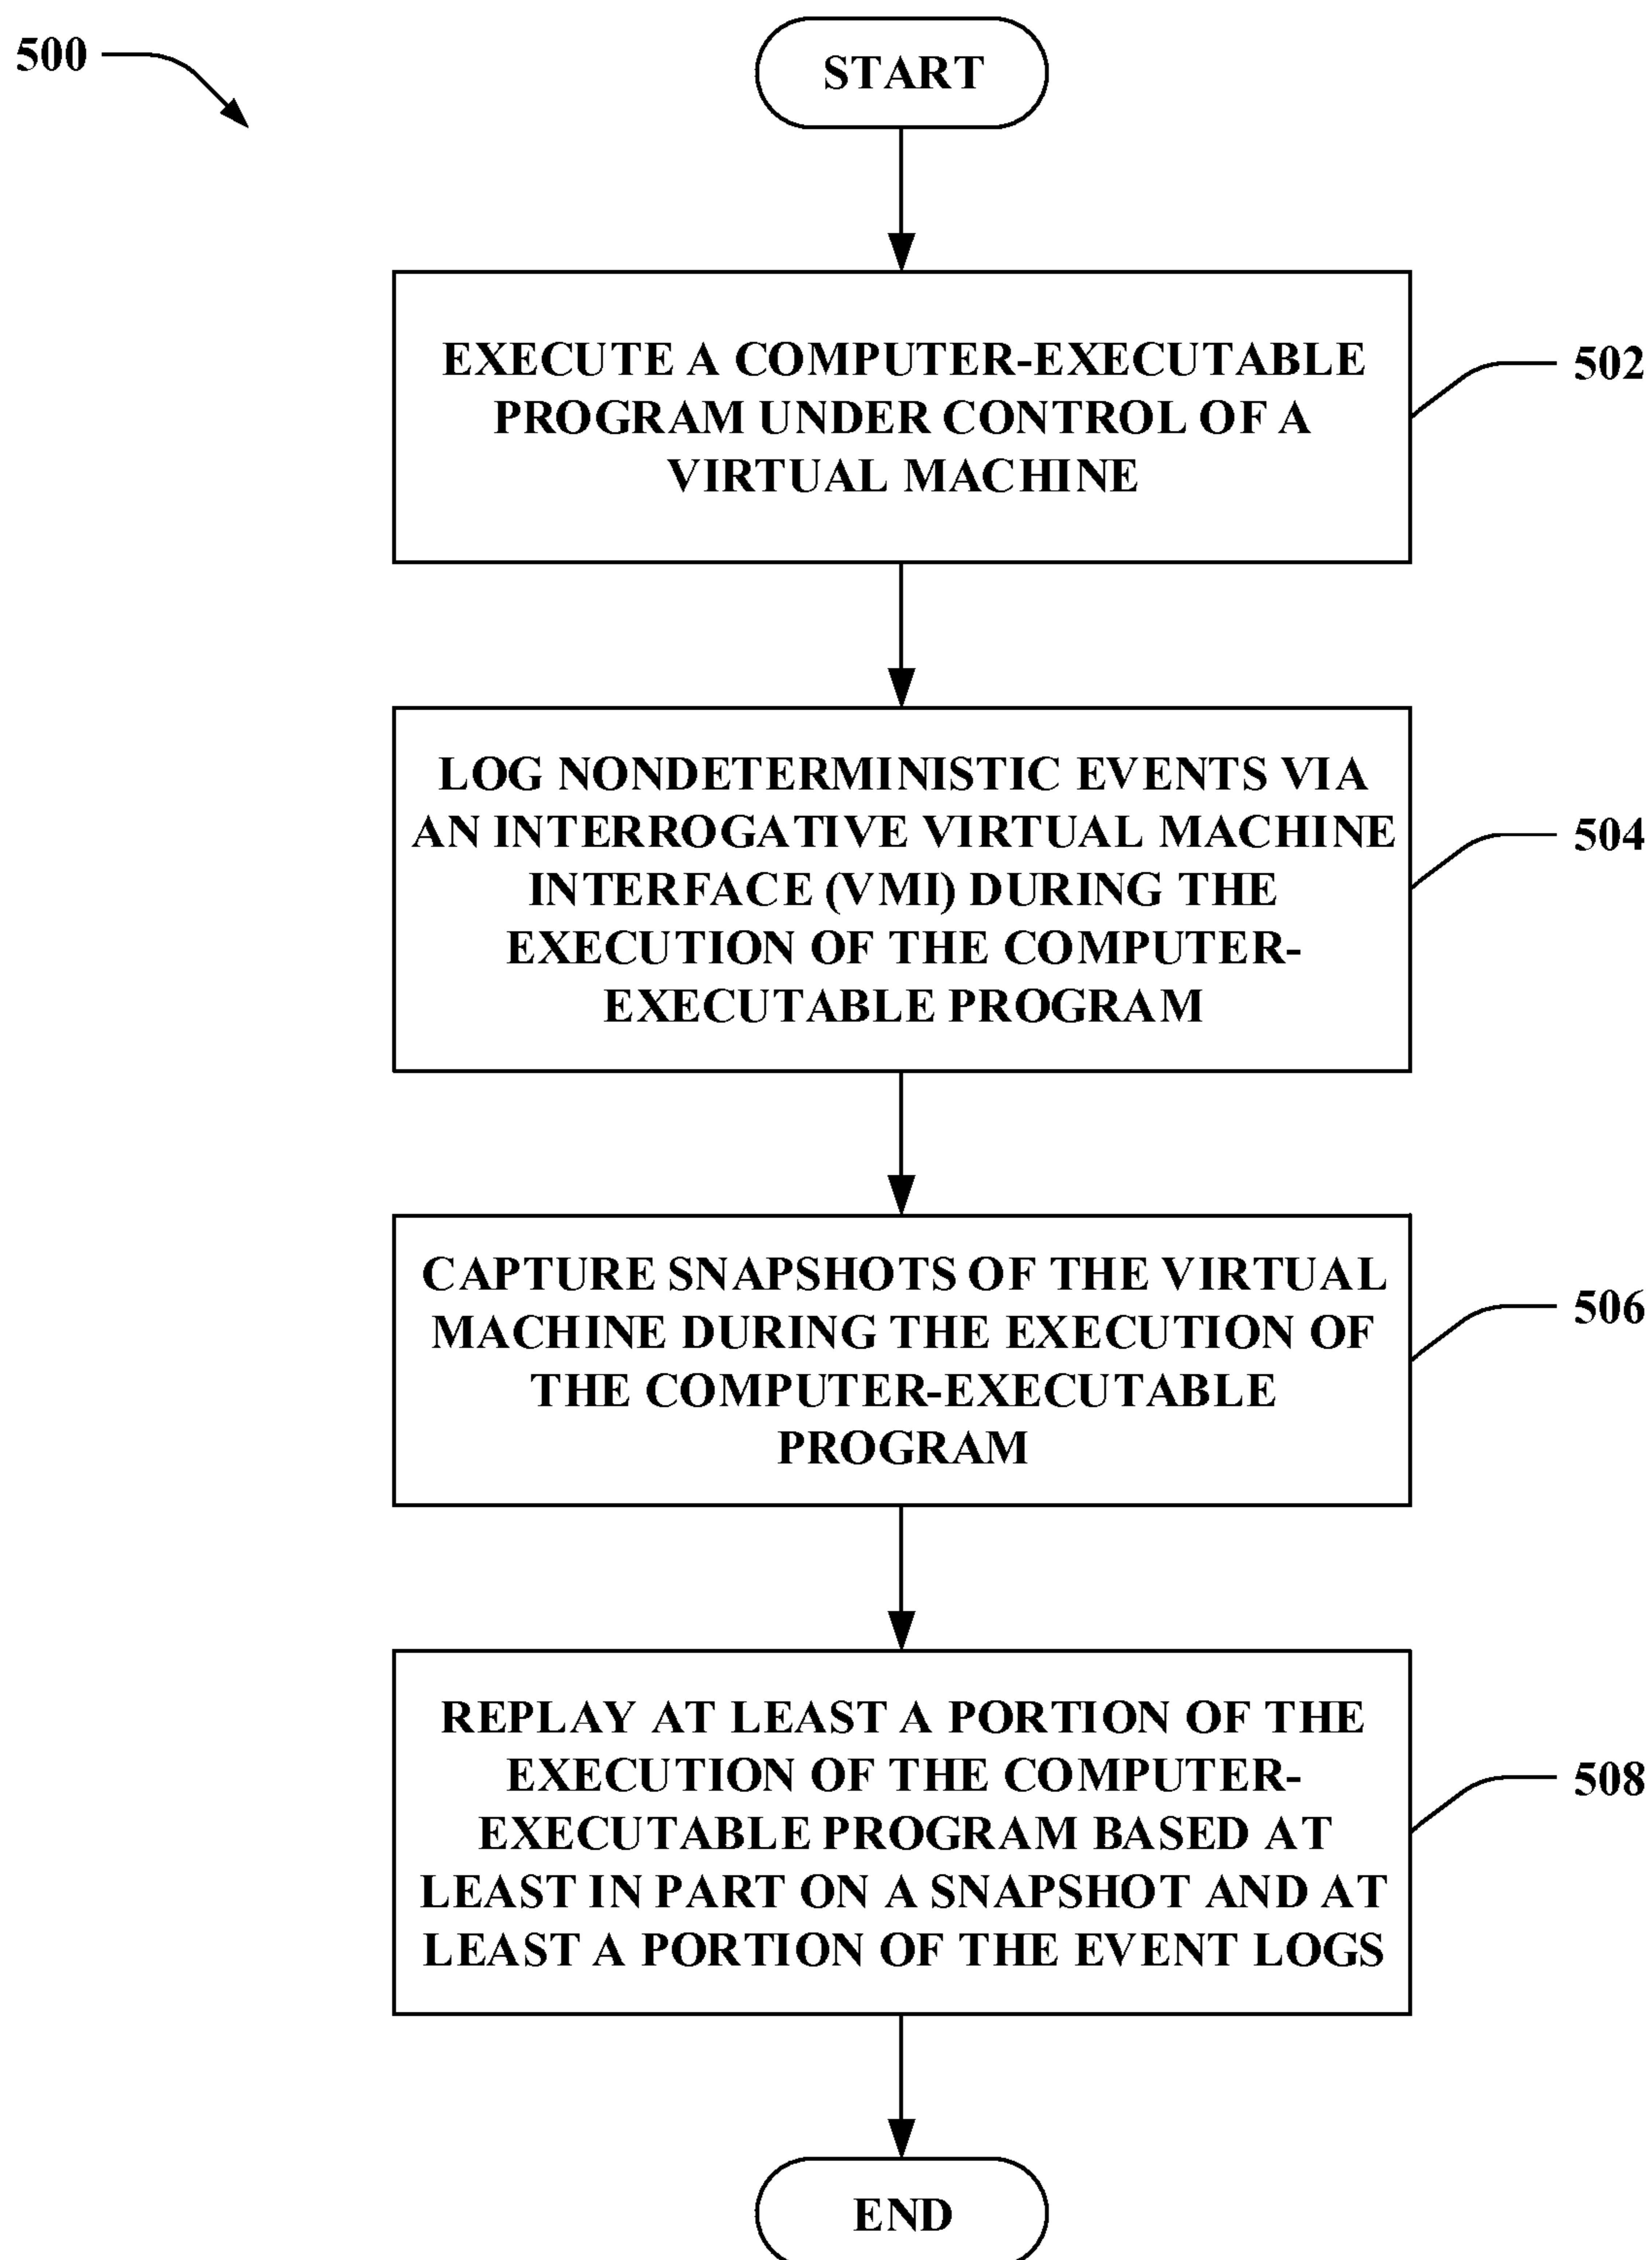 500
START
EXECUTE A COMPUTER-EXECUTABLE
PROGRAM UNDER CONTROL OF A
VIRTUAL MACHINE
502
LOG NONDETERMINISTIC EVENTS VIA
AN INTERROGATIVE VIRTUAL MACHINE
INTERFACE (VMI) DURING THE
EXECUTION OF THE COMPUTER-
EXECUTABLE PROGRAM
504
CAPTURE SNAPSHOTS OF THE VIRTUAL
MACHINE DURING THE EXECUTION OF
THE COMPUTER-EXECUTABLE
PROGRAM
506
REPLAY AT LEAST A PORTION OF THE
EXECUTION OF THE COMPUTER-
EXECUTABLE PROGRAM BASED AT
LEAST IN PART ON A SNAPSHOT AND AT
LEAST A PORTION OF THE EVENT LOGS
508
END